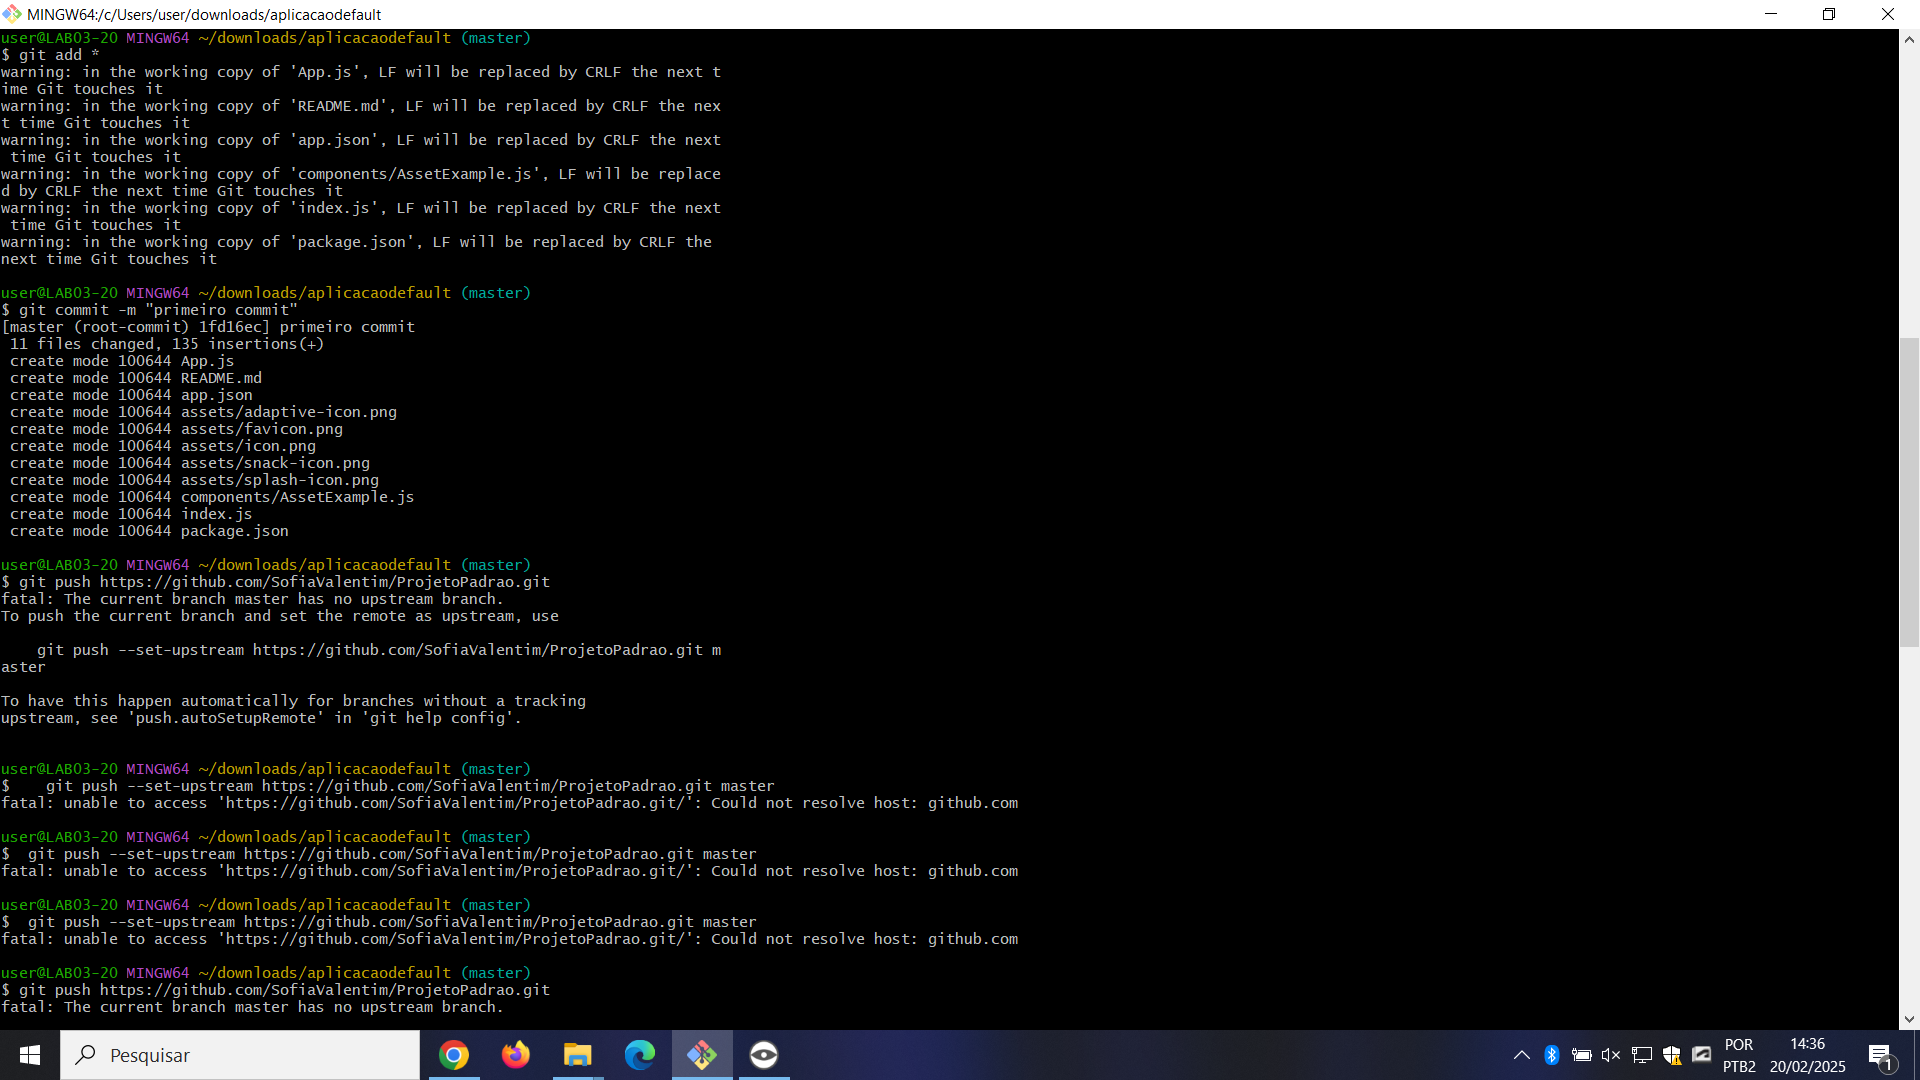 MINGW64:/c/Users/user/downloads/aplicacaodefault
user@LAB03-20 MINGW64 ~/downloads/aplicacaodefault (master)
$ git add *
warning: in the working copy of 'App.js', LF will be replaced by CRLF the next t
ime Git touches it
warning: in the working copy of 'README.md', LF will be replaced by CRLF the nex
t time Git touches it
warning: in the working copy of 'app.json', LF will be replaced by CRLF the next
 time Git touches it
warning: in the working copy of 'components/AssetExample.js', LF will be replace
d by CRLF the next time Git touches it
warning: in the working copy of 'index.js', LF will be replaced by CRLF the next
 time Git touches it
warning: in the working copy of 'package.json', LF will be replaced by CRLF the
next time Git touches it
user@LAB03-20 MINGW64 ~/downloads/aplicacaodefault (master)
$ git commit -m "primeiro commit"
[master (root-commit) 1fd16ec] primeiro commit
 11 files changed, 135 insertions(+)
 create mode 100644 App.js
 create mode 100644 README.md
 create mode 100644 app.json
 create mode 100644 assets/adaptive-icon.png
 create mode 100644 assets/favicon.png
 create mode 100644 assets/icon.png
 create mode 100644 assets/snack-icon.png
 create mode 100644 assets/splash-icon.png
 create mode 100644 components/AssetExample.js
 create mode 100644 index.js
 create mode 100644 package.json
user@LAB03-20 MINGW64 ~/downloads/aplicacaodefault (master)
$ git push https://github.com/SofiaValentim/ProjetoPadrao.git
fatal: The current branch master has no upstream branch.
To push the current branch and set the remote as upstream, use
    git push --set-upstream https://github.com/SofiaValentim/ProjetoPadrao.git m
aster
To have this happen automatically for branches without a tracking
upstream, see 'push.autoSetupRemote' in 'git help config'.
user@LAB03-20 MINGW64 ~/downloads/aplicacaodefault (master)
$    git push --set-upstream https://github.com/SofiaValentim/ProjetoPadrao.git master
fatal: unable to access 'https://github.com/SofiaValentim/ProjetoPadrao.git/': Could not resolve host: github.com
user@LAB03-20 MINGW64 ~/downloads/aplicacaodefault (master)
$  git push --set-upstream https://github.com/SofiaValentim/ProjetoPadrao.git master
fatal: unable to access 'https://github.com/SofiaValentim/ProjetoPadrao.git/': Could not resolve host: github.com
user@LAB03-20 MINGW64 ~/downloads/aplicacaodefault (master)
$  git push --set-upstream https://github.com/SofiaValentim/ProjetoPadrao.git master
fatal: unable to access 'https://github.com/SofiaValentim/ProjetoPadrao.git/': Could not resolve host: github.com
user@LAB03-20 MINGW64 ~/downloads/aplicacaodefault (master)
$ git push https://github.com/SofiaValentim/ProjetoPadrao.git
fatal: The current branch master has no upstream branch.
Pesquisar
POR
PTB2
14:36
20/02/2025
1